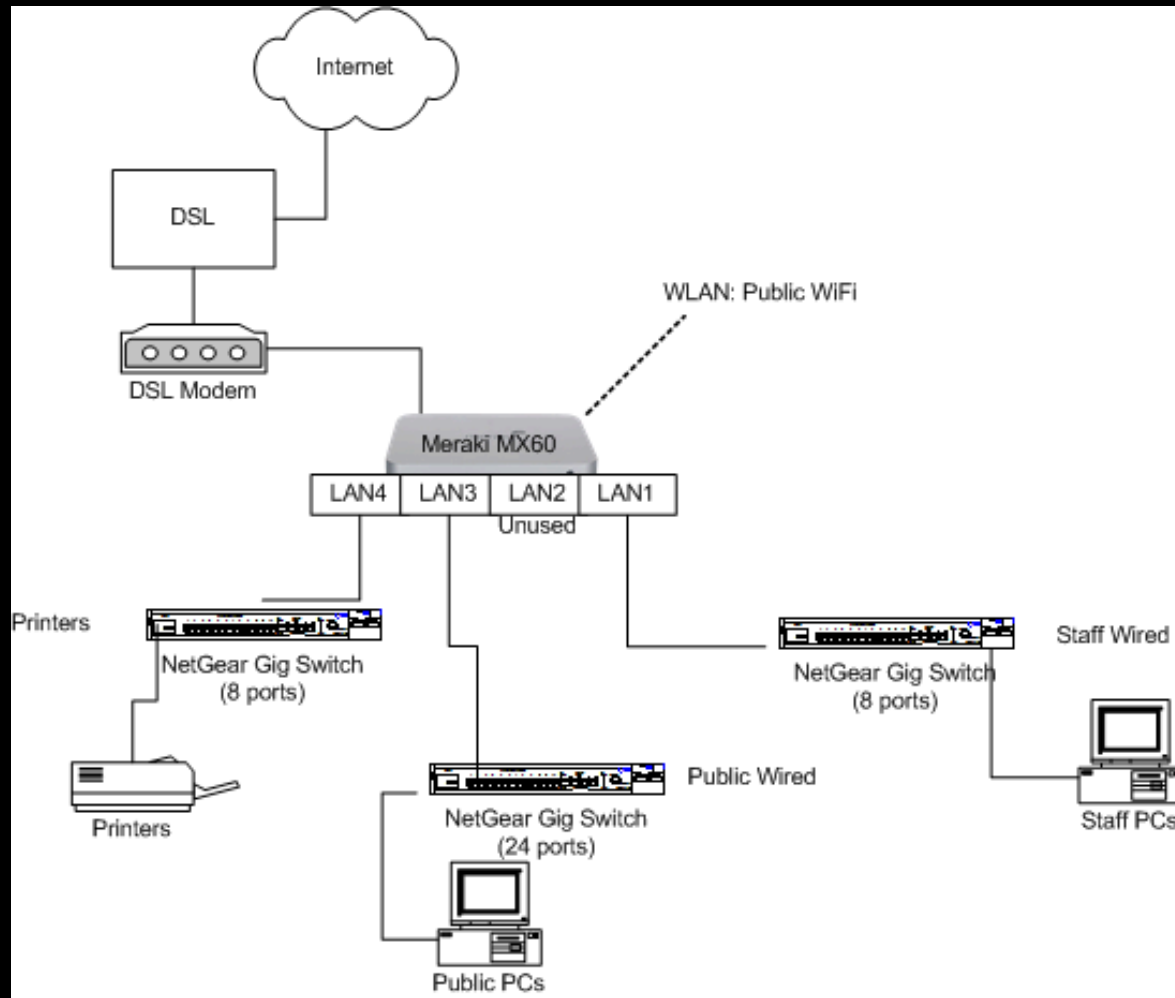 Internet
DSL
WLAN: Public WiFi
DSL Modem
Meraki MX60
LAN4
LAN3
LAN2
LAN1
Unused
Printers
NetGear Gig Switch
(8 ports)
NetGear Gig Switch
(8 ports)
Staff Wired
Printers
Public Wired
NetGear Gig Switch
(24 ports)
Staff PCs
Public PCs